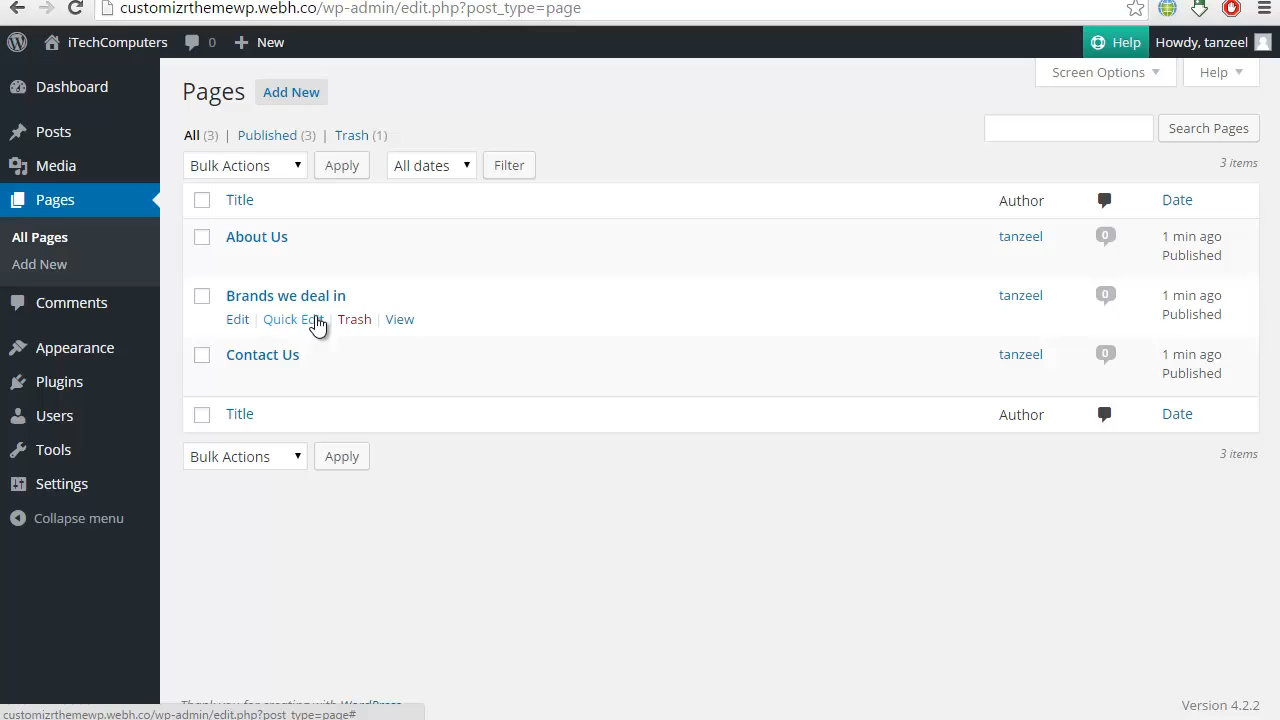 customizrthemewp.webh.co/wp-admin/edit.php?post_type=page
iTechComputers 0 New Help Howdy, tanzeel
Screen Options Help
Dashboard
Posts
Media
Pages
All Pages
Add New
Comments
Appearance
Plugins
Users
Tools
Settings
Collapse menu
Pages Add New
All (3) | Published (3) | Trash (1)
Search Pages
Bulk Actions Apply All dates Filter
3 items
Title Author Date
About Us tanzeel 0 1 min ago
Published
Brands we deal in tanzeel 0 1 min ago
Edit | Quick Edit | Trash | View Published
Contact Us tanzeel 0 1 min ago
Published
Title Author Date
Bulk Actions Apply
3 items
Thank you for creating with WordPress
Version 4.2.2
customizrthemewp.webh.co/wp-admin/edit.php?post_type=page#